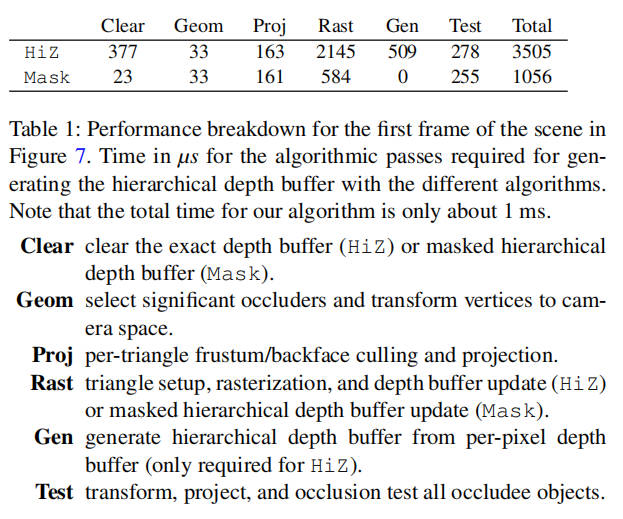 Clear Geom Proj Rast Gen Test Total
HiZ 377 33 163 2145 509 278 3505
Mask 23 33 161 584 0 255 1056
Table 1: Performance breakdown for the first frame of the scene in
Figure 7. Time in μs for the algorithmic passes required for gen-
erating the hierarchical depth buffer with the different algorithms.
Note that the total time for our algorithm is only about 1 ms.
Clear clear the exact depth buffer (HiZ) or masked hierarchical
depth buffer (Mask).
Geom select significant occluders and transform vertices to cam-
era space.
Proj per-triangle frustum/backface culling and projection.
Rast triangle setup, rasterization, and depth buffer update (HiZ)
or masked hierarchical depth buffer update (Mask).
Gen generate hierarchical depth buffer from per-pixel depth
buffer (only required for HiZ).
Test transform, project, and occlusion test all occludee objects.